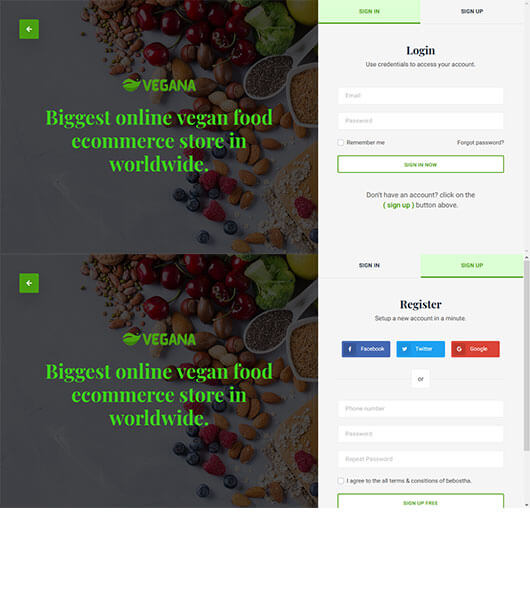 SIGN IN
SIGN UP
VEGANA
Biggest online vegan food
ecommerce store in
worldwide.
Login
Use credentials to access your account.
Email
Password
Remember me
Forgot password?
SIGN IN NOW
Don't have an account? click on the
( sign up ) button above.
SIGN IN
SIGN UP
VEGANA
Biggest online vegan food
ecommerce store in
worldwide.
Register
Setup a new account in a minute.
Facebook
Twitter
Google
or
Phone number
Password
Repeat Password
I agree to the all terms & consitions of bebostha.
SIGN UP FREE